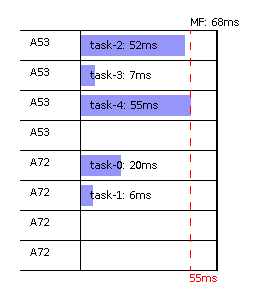 MF: 68ms
A53 task-2: 52ms
A53 task-3: 7ms
A53 task-4: 55ms
A53
A72 task-0: 20ms
A72 task-1: 6ms
A72
A72
55ms